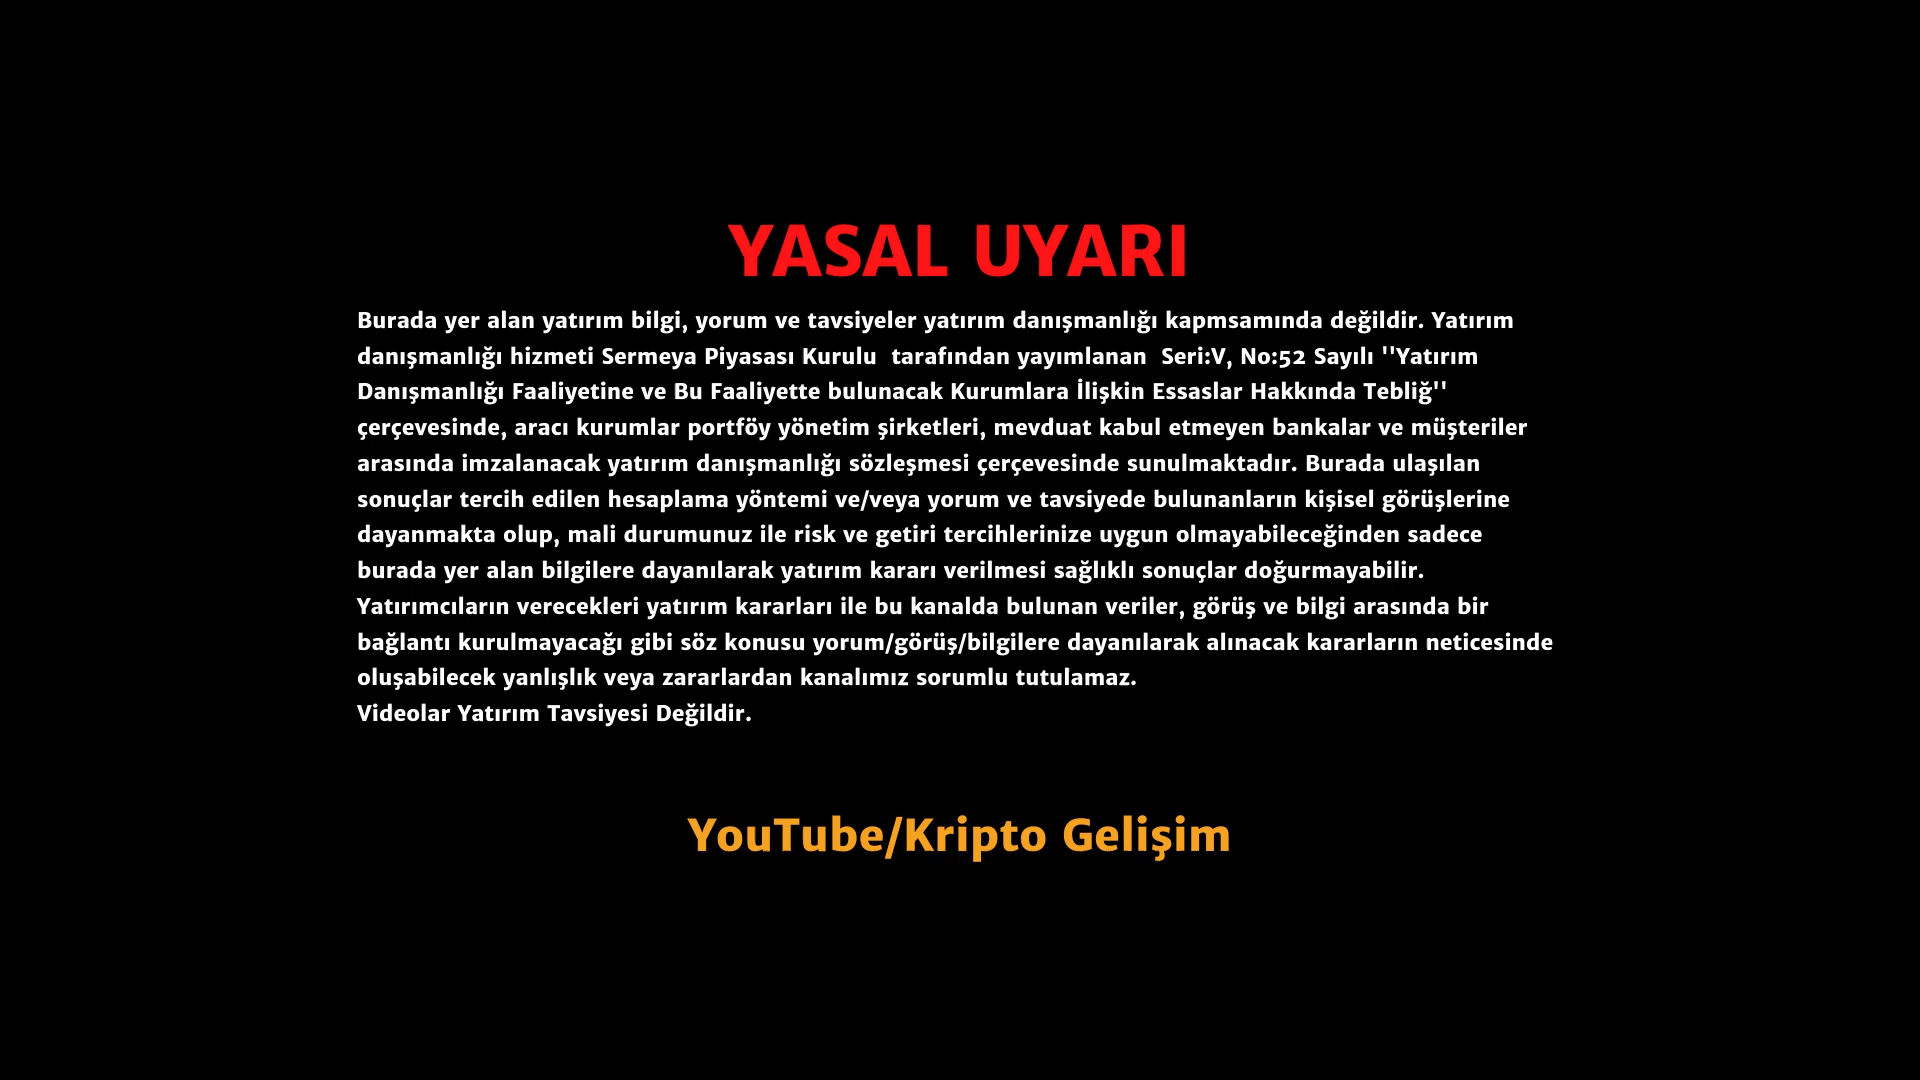 YASAL UYARI
Burada yer alan yatırım bilgi, yorum ve tavsiyeler yatırım danışmanlığı kapmsamında değildir. Yatırım
danışmanlığı hizmeti Sermeya Piyasası Kurulu  tarafından yayımlanan  Seri:V, No:52 Sayılı ''Yatırım
Danışmanlığı Faaliyetine ve Bu Faaliyette bulunacak Kurumlara İlişkin Essaslar Hakkında Tebliğ''
çerçevesinde, aracı kurumlar portföy yönetim şirketleri, mevduat kabul etmeyen bankalar ve müşteriler
arasında imzalanacak yatırım danışmanlığı sözleşmesi çerçevesinde sunulmaktadır. Burada ulaşılan
sonuçlar tercih edilen hesaplama yöntemi ve/veya yorum ve tavsiyede bulunanların kişisel görüşlerine
dayanmakta olup, mali durumunuz ile risk ve getiri tercihlerinize uygun olmayabileceğinden sadece
burada yer alan bilgilere dayanılarak yatırım kararı verilmesi sağlıklı sonuçlar doğurmayabilir.
Yatırımcıların verecekleri yatırım kararları ile bu kanalda bulunan veriler, görüş ve bilgi arasında bir
bağlantı kurulmayacağı gibi söz konusu yorum/görüş/bilgilere dayanılarak alınacak kararların neticesinde
oluşabilecek yanlışlık veya zararlardan kanalımız sorumlu tutulamaz.
Videolar Yatırım Tavsiyesi Değildir.
YouTube/Kripto Gelişim